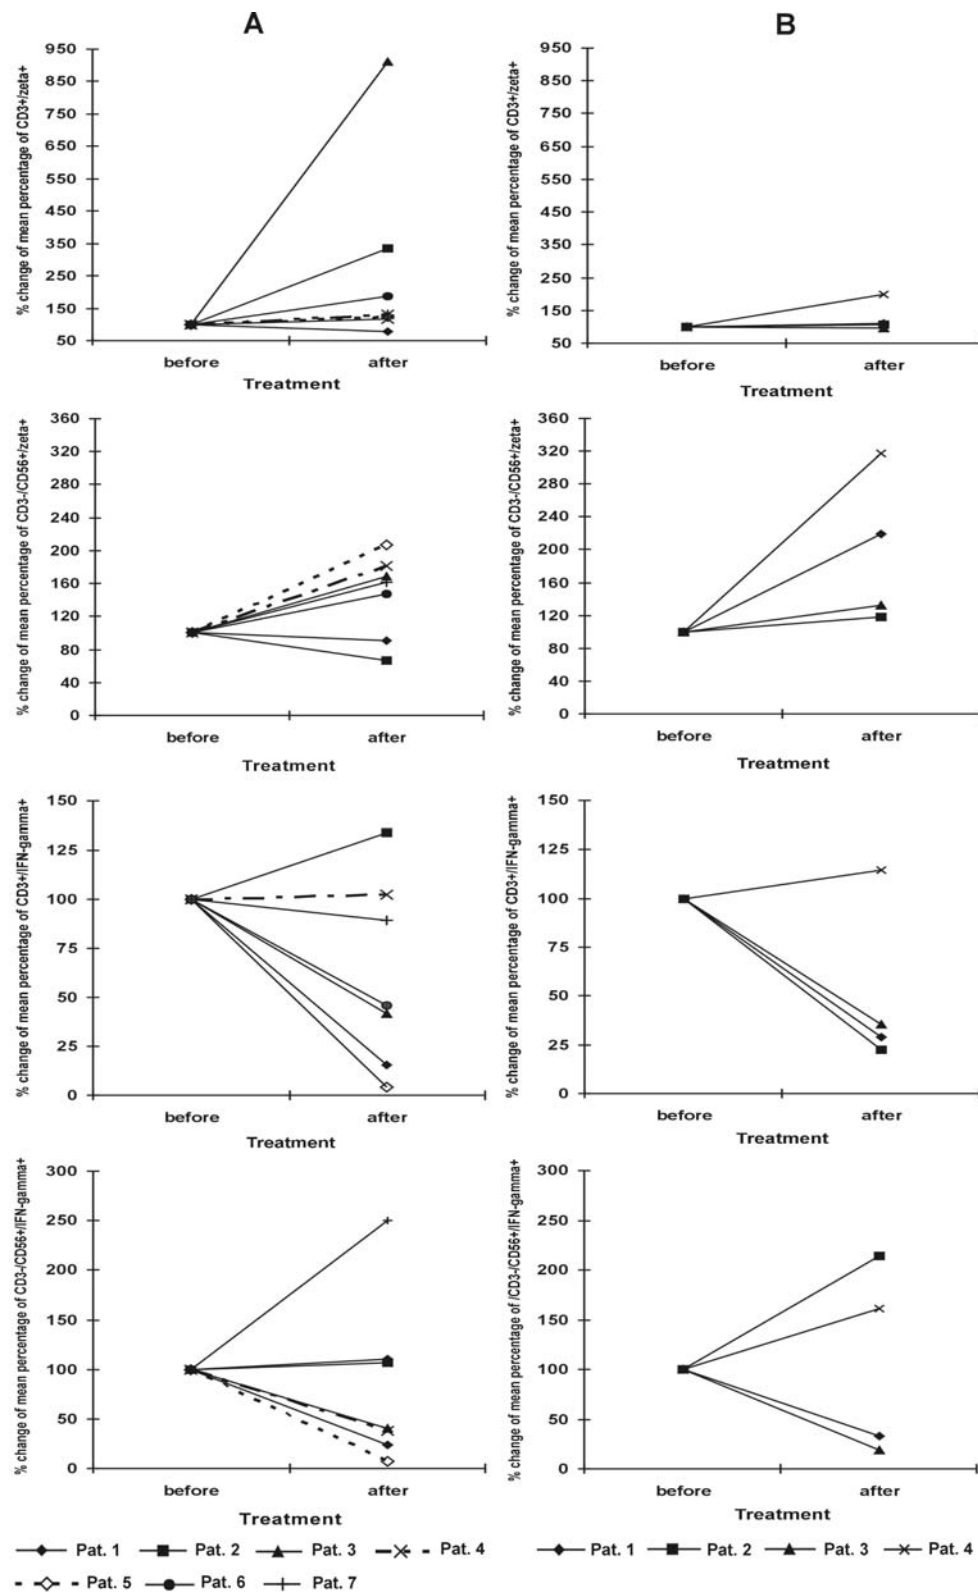 A
B
% change of mean percentage of CD3+/zeta+
950
850
750
650
550
450
350
250
150
50
before
after
Treatment
% change of mean percentage of CD3+/zeta+
950
850
750
650
550
450
350
250
150
50
before
after
Treatment
% change of mean percentage of CD3-/CD56+/zeta+
360
320
280
240
200
160
120
80
40
0
before
after
Treatment
% change of mean percentage of CD3-/CD56+/zeta+
360
320
280
240
200
160
120
80
40
0
before
after
Treatment
% change of mean percentage of CD3+/IFN-gamma+
150
125
100
75
50
25
0
before
after
Treatment
% change of mean percentage of CD3+/IFN-gamma+
150
125
100
75
50
25
0
before
after
Treatment
% change of mean percentage of CD3-/CD56+/IFN-gamma+
300
250
200
150
100
50
0
before
after
Treatment
% change of mean percentage of /CD3-/CD56+/IFN-gamma+
300
250
200
150
100
50
0
before
after
Treatment
Pat. 1 Pat. 2 Pat. 3 Pat. 4
Pat. 5 Pat. 6 Pat. 7
Pat. 1 Pat. 2 Pat. 3 Pat. 4